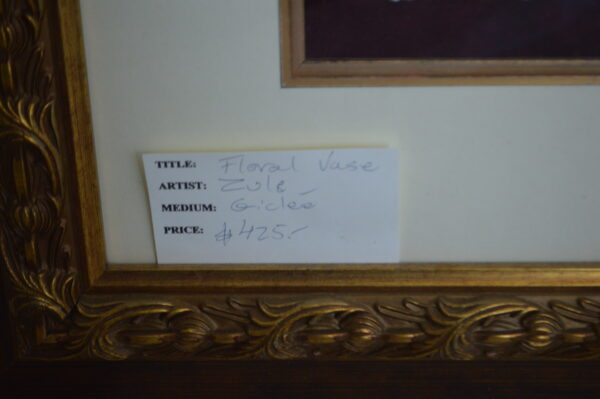 TITLE: Floral Vase
ARTIST: Zule
MEDIUM: Giclée
PRICE: $425.-